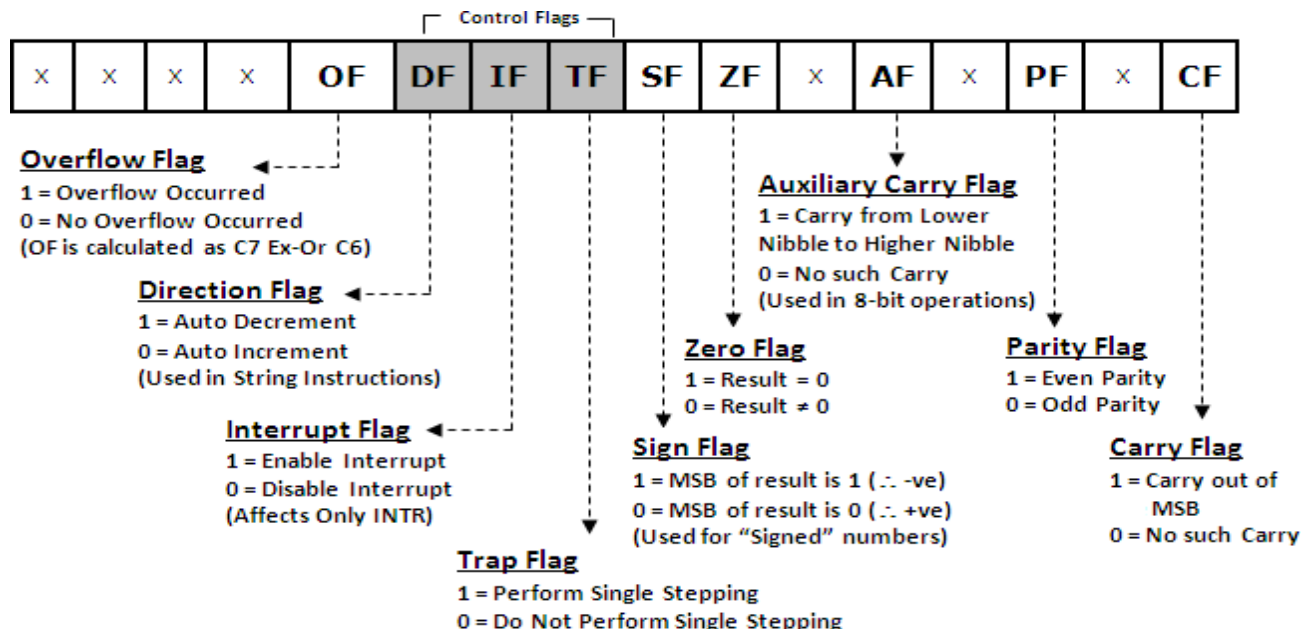 Control Flags
x x x x OF DF IF TF SF ZF x AF x PF x CF
Overflow Flag
1 = Overflow Occurred
0 = No Overflow Occurred
(OF is calculated as C7 Ex-Or C6)
Direction Flag
1 = Auto Decrement
0 = Auto Increment
(Used in String Instructions)
Interrupt Flag
1 = Enable Interrupt
0 = Disable Interrupt
(Affects Only INTR)
Trap Flag
1 = Perform Single Stepping
0 = Do Not Perform Single Stepping
Sign Flag
1 = MSB of result is 1 (∴ -ve)
0 = MSB of result is 0 (∴ +ve)
(Used for “Signed” numbers)
Zero Flag
1 = Result = 0
0 = Result ≠ 0
Auxiliary Carry Flag
1 = Carry from Lower
Nibble to Higher Nibble
0 = No such Carry
(Used in 8-bit operations)
Parity Flag
1 = Even Parity
0 = Odd Parity
Carry Flag
1 = Carry out of
MSB
0 = No such Carry